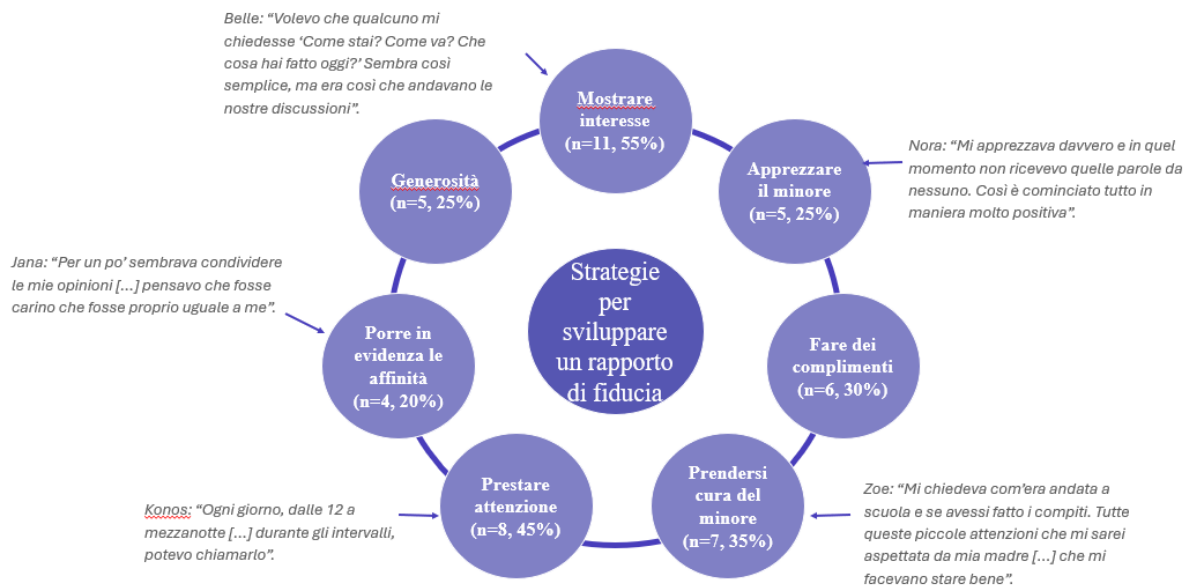 Belle: “Volevo che qualcuno mi
chiedesse ‘Come stai? Come va? Che
cosa hai fatto oggi?’ Sembra così
semplice, ma era così che andavano le
nostre discussioni”.
Mostrare
interesse
(n=11, 55%)
Nora: “Mi apprezzava davvero e in quel
momento non ricevevo quelle parole da
nessuno. Così è cominciato tutto in
maniera molto positiva”.
Apprezzare
il minore
(n=5, 25%)
Generosità
(n=5, 25%)
Jana: “Per un po’ sembrava condividere
le mie opinioni […] pensavo che fosse
carino che fosse proprio uguale a me”.
Strategie
per
sviluppare
un rapporto
di fiducia
Porre in
evidenza le
affinità
(n=4, 20%)
Fare dei
complimenti
(n=6, 30%)
Prestare
attenzione
(n=8, 45%)
Prendersi
cura del
minore
(n=7, 35%)
Konos: “Ogni giorno, dalle 12 a
mezzanotte […] durante gli intervalli,
potevo chiamarlo”.
Zoe: “Mi chiedeva com’era andata a
scuola e se avessi fatto i compiti. Tutte
queste piccole attenzioni che mi sarei
aspettata da mia madre […] che mi
facevano stare bene”.